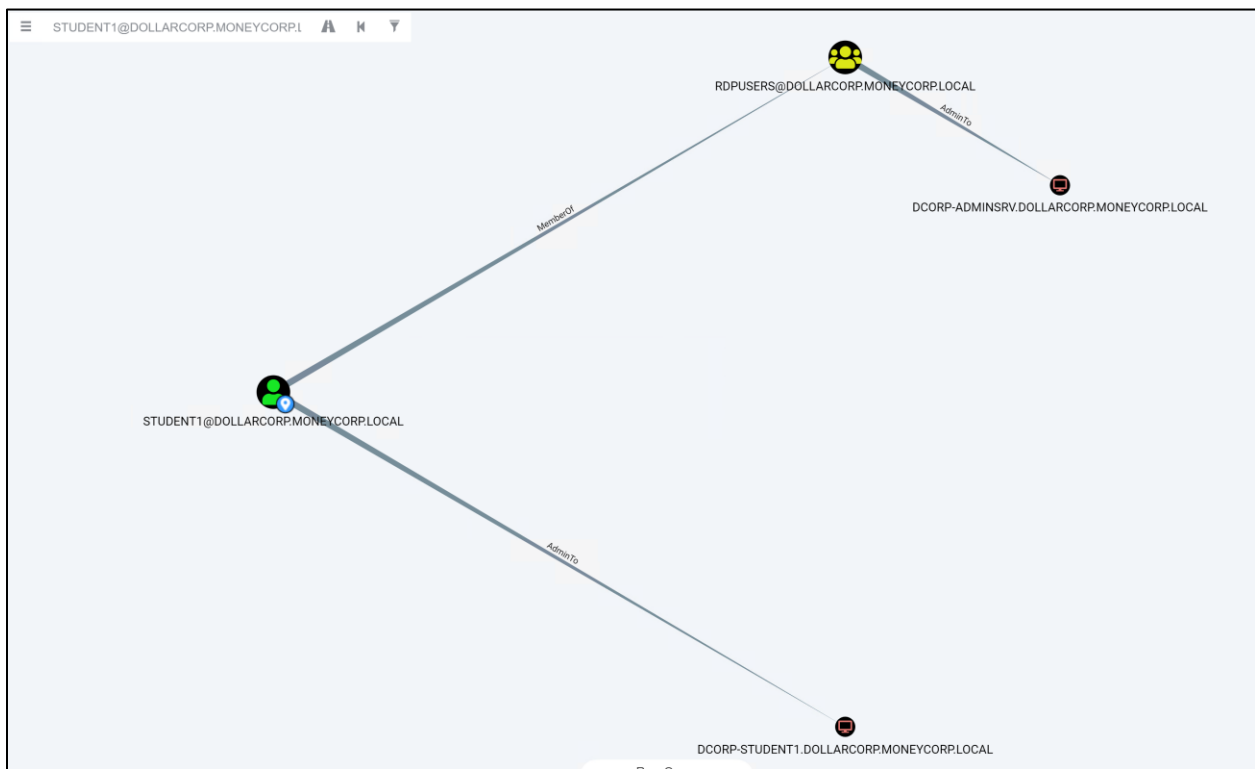 STUDENT1@DOLLARCORP.MONEYCORP.L
RDPUSERS@DOLLARCORP.MONEYCORP.LOCAL
AdminTo
DCORP-ADMINSRV.DOLLARCORP.MONEYCORP.LOCAL
MemberOf
STUDENT1@DOLLARCORP.MONEYCORP.LOCAL
AdminTo
DCORP-STUDENT1.DOLLARCORP.MONEYCORP.LOCAL